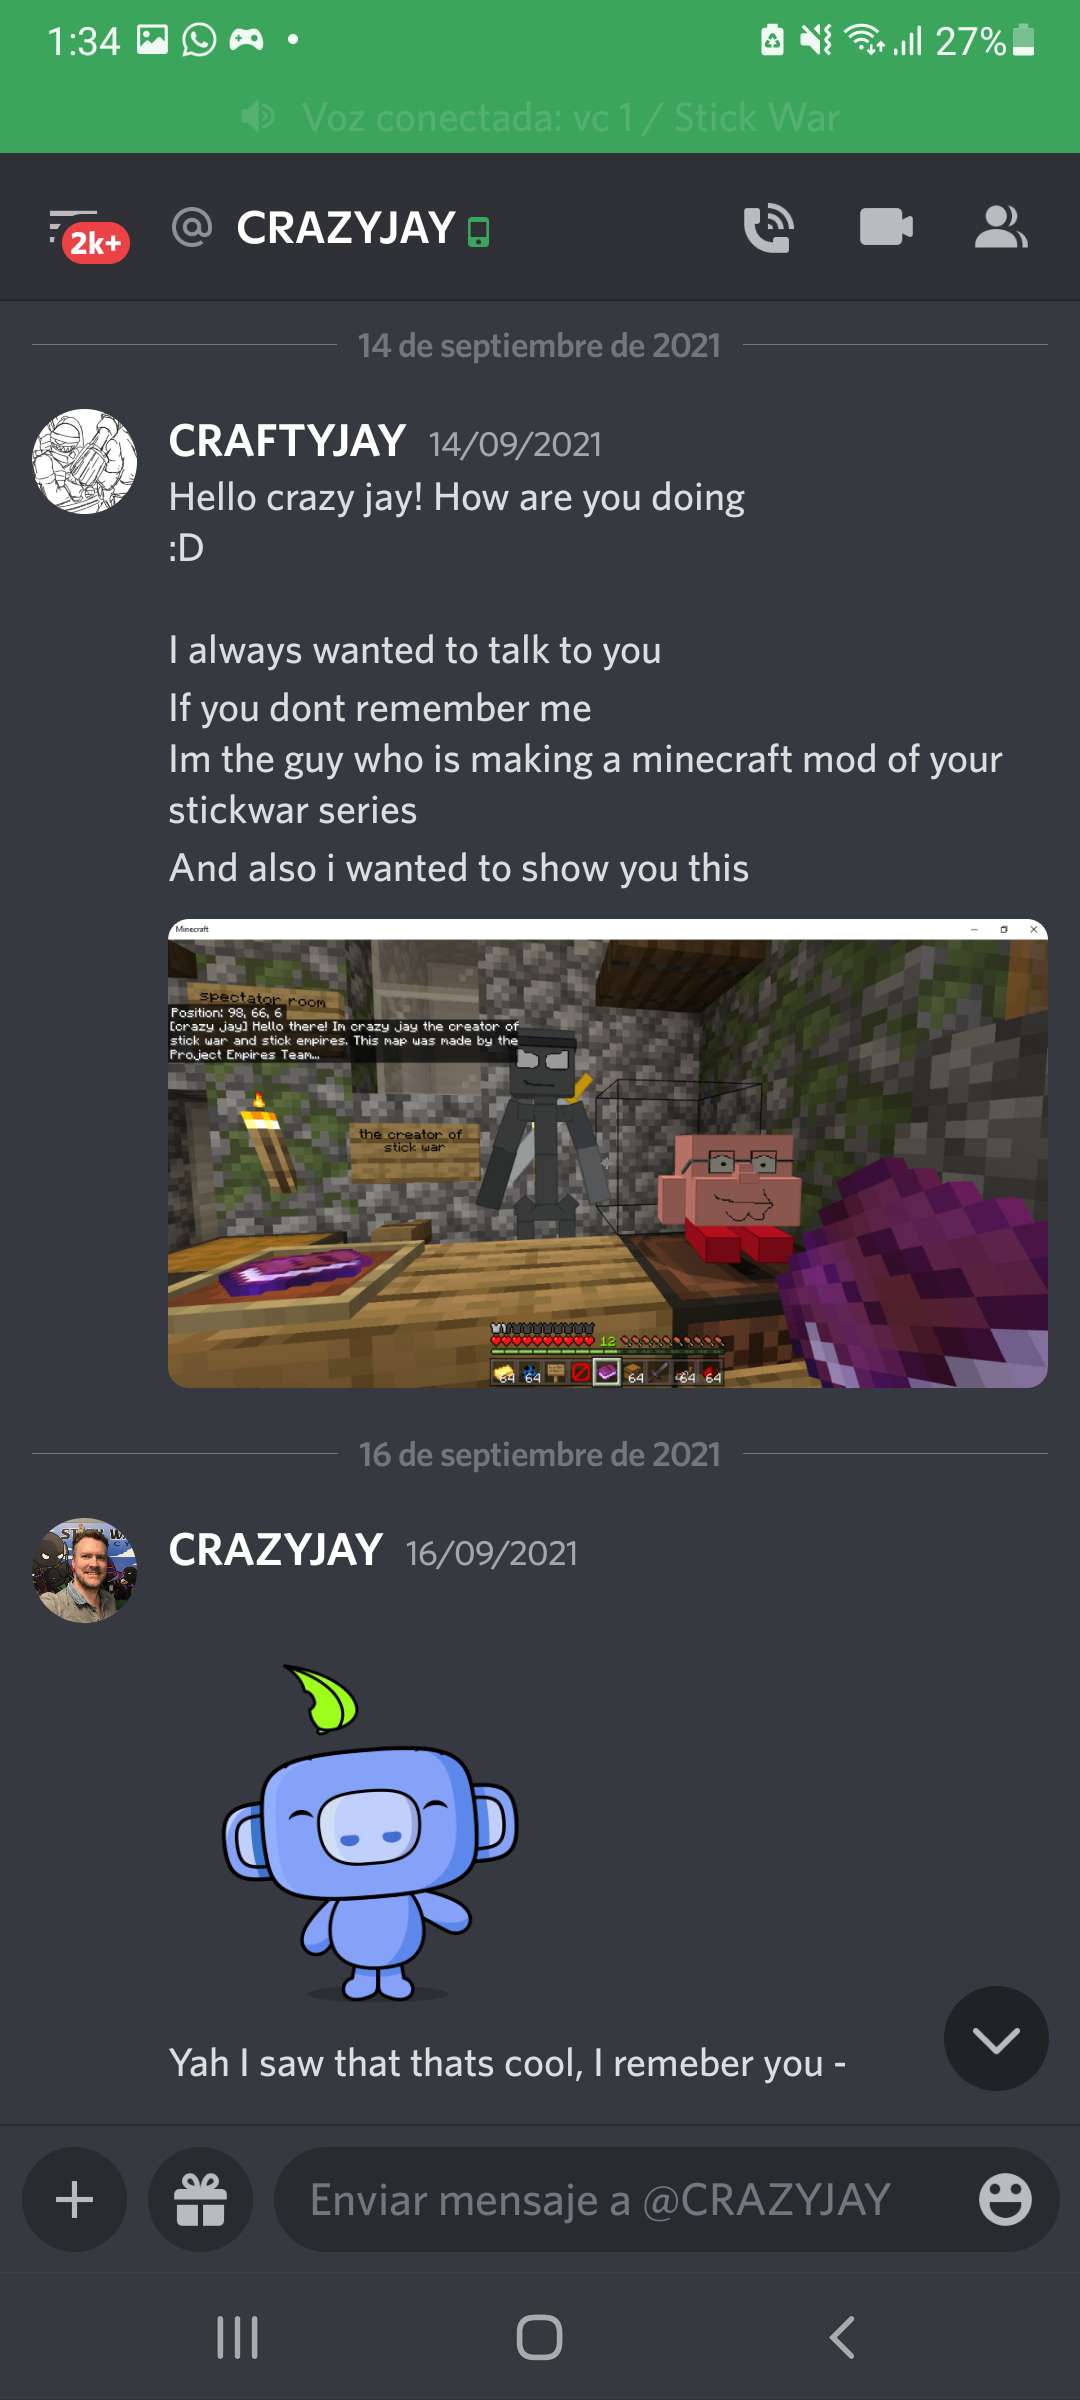 1:34
27%
Voz conectada: vc 1 / Stick War
2k+
@ CRAZYJAY
14 de septiembre de 2021
CRAFTYJAY 14/09/2021
Hello crazy jay! How are you doing
:D
I always wanted to talk to you
If you dont remember me
Im the guy who is making a minecraft mod of your
stickwar series
And also i wanted to show you this
Minecraft
spectator room
Position: 98, 66, 6
[crazy jay] Hello there! Im crazy jay the creator of
stick war and stick empires. This map was made by the
Project Empires Team...
the creator of
stick war
12
64 64 64 64 64
16 de septiembre de 2021
CRAZYJAY 16/09/2021
Yah I saw that thats cool, I remeber you -
Enviar mensaje a @CRAZYJAY